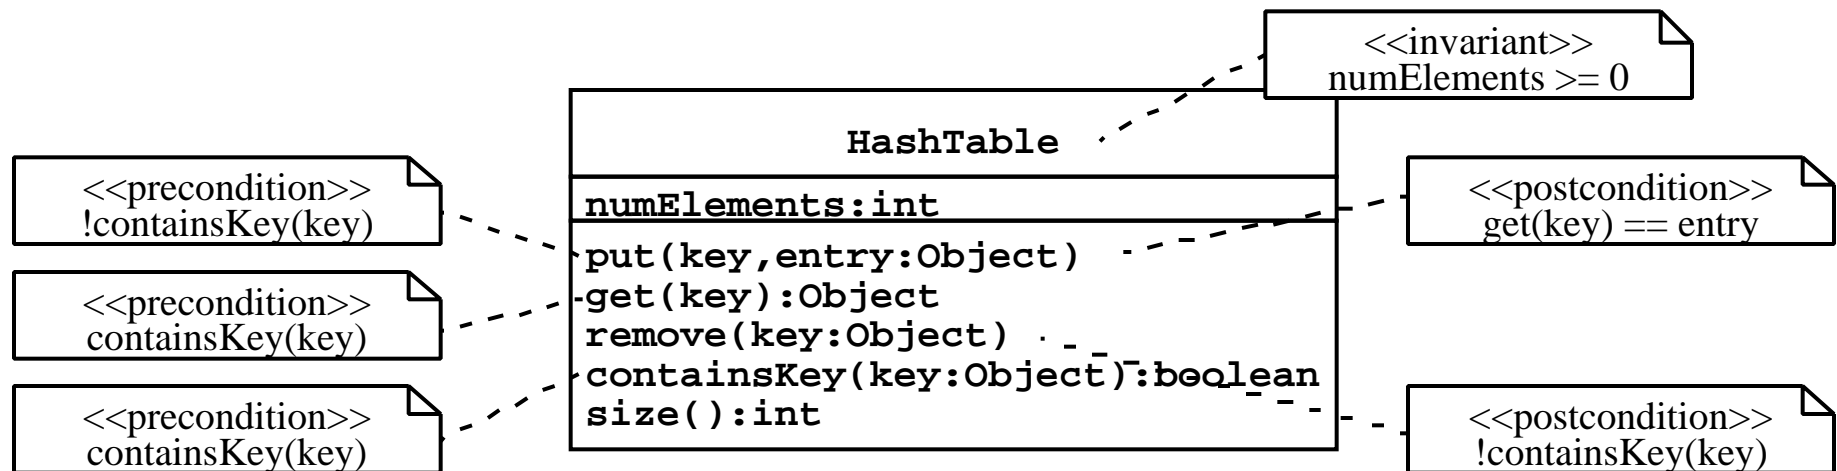 <<invariant>>
numElements >= 0
HashTable
<<precondition>>
!containsKey(key)
<<postcondition>>
get(key) == entry
numElements:int
put(key,entry:Object)
get(key):Object
remove(key:Object)
containsKey(key:Object):boolean
size():int
<<precondition>>
containsKey(key)
<<precondition>>
containsKey(key)
<<postcondition>>
!containsKey(key)